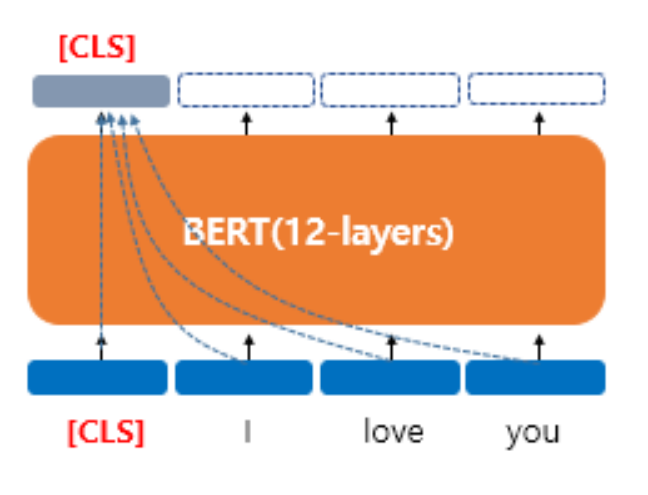 [CLS]
BERT(12-layers)
[CLS] I love you